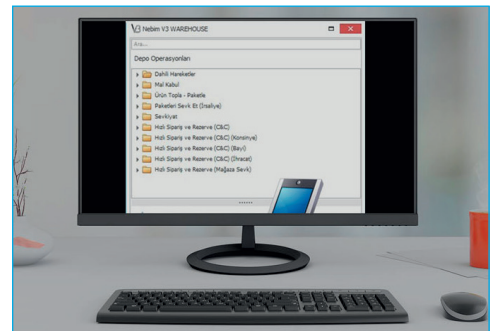 V3 Nebim V3 WAREHOUSE
Ara...
Depo Operasyonları
Dahili Hareketler
Mal Kabul
Ürün Topla - Paketle
Paketleri Sevk Et (İrsaliye)
Sevkiyat
Hızlı Sipariş ve Rezerve (C&C)
Hızlı Sipariş ve Rezerve (C&C) (Konsinye)
Hızlı Sipariş ve Rezerve (C&C) (Bayi)
Hızlı Sipariş ve Rezerve (C&C) (İhracat)
Hızlı Sipariş ve Rezerve (Mağaza Sevk)